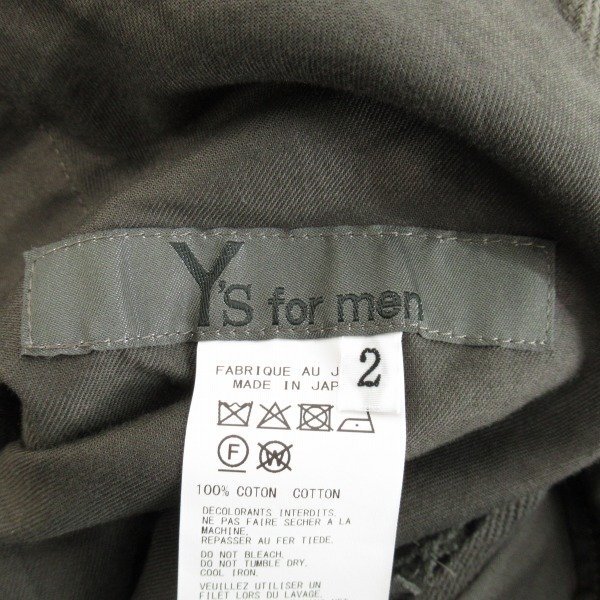 Y's for men
2
FABRIQUE AU J
MADE IN JAP
F
W
100% COTON COTTON
DECOLORANTS INTERDITS.
NE PAS FAIRE SECHER A LA
MACHINE.
REPASSER AU FER TIEDE.
DO NOT BLEACH.
DO NOT TUMBLE DRY.
COOL IRON.
VEUILLEZ UTILISER UN
FILET LORS DU LAVAGE.